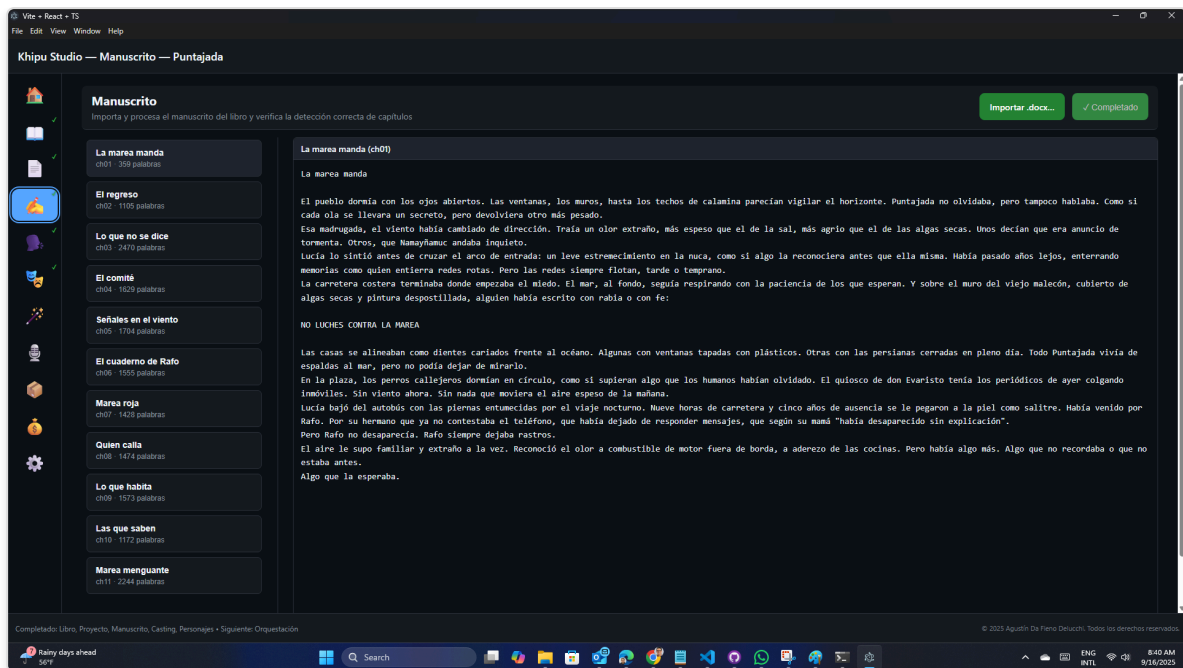 Vite + React + TS
File Edit View Window Help
Khipu Studio — Manuscrito — Puntajada
Manuscrito
Importa y procesa el manuscrito del libro y verifica la detección correcta de capítulos
Importar .docx...
✓ Completado
La marea manda
ch01 · 359 palabras
El regreso
ch02 · 1105 palabras
Lo que no se dice
ch03 · 2470 palabras
El comité
ch04 · 1629 palabras
Señales en el viento
ch05 · 1704 palabras
El cuaderno de Rafo
ch06 · 1555 palabras
Marea roja
ch07 · 1428 palabras
Quien calla
ch08 · 1474 palabras
Lo que habita
ch09 · 1573 palabras
Las que saben
ch10 · 1172 palabras
Marea menguante
ch11 · 2244 palabras
La marea manda (ch01)
La marea manda
El pueblo dormía con los ojos abiertos. Las ventanas, los muros, hasta los techos de calamina parecían vigilar el horizonte. Puntajada no olvidaba, pero tampoco hablaba. Como si
cada ola se llevara un secreto, pero devolviera otro más pesado.
Esa madrugada, el viento había cambiado de dirección. Traía un olor extraño, más espeso que el de la sal, más agrio que el de las algas secas. Unos decían que era anuncio de
tormenta. Otros, que Namayñamuc andaba inquieto.
Lucía lo sintió antes de cruzar el arco de entrada: un leve estremecimiento en la nuca, como si algo la reconociera antes que ella misma. Había pasado años lejos, enterrando
memorias como quien entierra redes rotas. Pero las redes siempre flotan, tarde o temprano.
La carretera costera terminaba donde empezaba el miedo. El mar, al fondo, seguía respirando con la paciencia de los que esperan. Y sobre el muro del viejo malecón, cubierto de
algas secas y pintura despostillada, alguien había escrito con rabia o con fe:
NO LUCHES CONTRA LA MAREA
Las casas se alineaban como dientes cariados frente al océano. Algunas con ventanas tapadas con plásticos. Otras con las persianas cerradas en pleno día. Todo Puntajada vivía de
espaldas al mar, pero no podía dejar de mirarlo.
En la plaza, los perros callejeros dormían en círculo, como si supieran algo que los humanos habían olvidado. El quiosco de don Evaristo tenía los periódicos de ayer colgando
inmóviles. Sin viento ahora. Sin nada que moviera el aire espeso de la mañana.
Lucía bajó del autobús con las piernas entumecidas por el viaje nocturno. Nueve horas de carretera y cinco años de ausencia se le pegaron a la piel como salitre. Había venido por
Rafo. Por su hermano que ya no contestaba el teléfono, que había dejado de responder mensajes, que según su mamá "había desaparecido sin explicación".
Pero Rafo no desaparecía. Rafo siempre dejaba rastros.
El aire le supo familiar y extraño a la vez. Reconoció el olor a combustible de motor fuera de borda, a aderezo de las cocinas. Pero había algo más. Algo que no recordaba o que no
estaba antes.
Algo que la esperaba.
Completado: Libro, Proyecto, Manuscrito, Casting, Personajes • Siguiente: Orquestación
© 2025 Agustín Da Fieno Delucchi. Todos los derechos reservados.
7
Rainy days ahead
56°F
Search
ENG
INTL
8:40 AM
9/16/2025